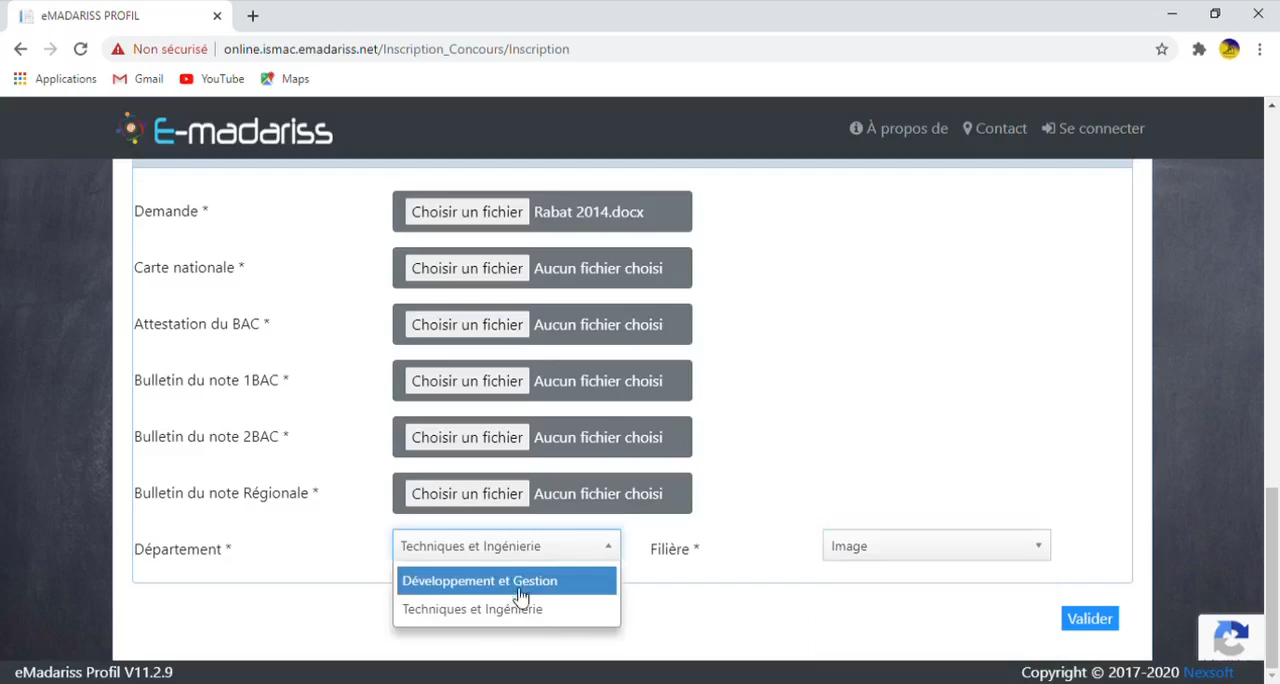 eMADARISS PROFIL
Non sécurisé online.ismac.emadariss.net/Inscription_Concours/Inscription
Applications Gmail YouTube Maps
E-madariss À propos de Contact Se connecter
Demande * Choisir un fichier Rabat 2014.docx
Carte nationale * Choisir un fichier Aucun fichier choisi
Attestation du BAC * Choisir un fichier Aucun fichier choisi
Bulletin du note 1BAC * Choisir un fichier Aucun fichier choisi
Bulletin du note 2BAC * Choisir un fichier Aucun fichier choisi
Bulletin du note Régionale * Choisir un fichier Aucun fichier choisi
Département * Techniques et Ingénierie Filière * Image
Développement et Gestion
Techniques et Ingénierie
Valider
eMadariss Profil V11.2.9 Copyright © 2017-2020 Nexsoft